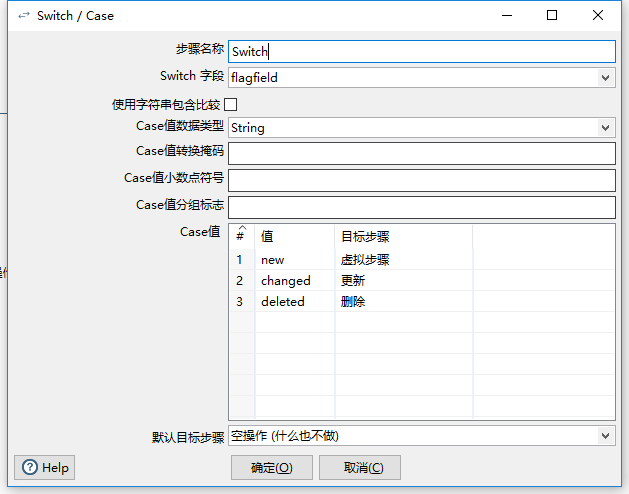 Switch / Case
步骤名称 Switch
Switch 字段 flagfield
使用字符串包含比较
Case值数据类型 String
Case值转换掩码
Case值小数点符号
Case值分组标志
Case值
# 值 目标步骤
1 new 虚拟步骤
2 changed 更新
3 deleted 删除
默认目标步骤 空操作 (什么也不做)
Help 确定(O) 取消(C)